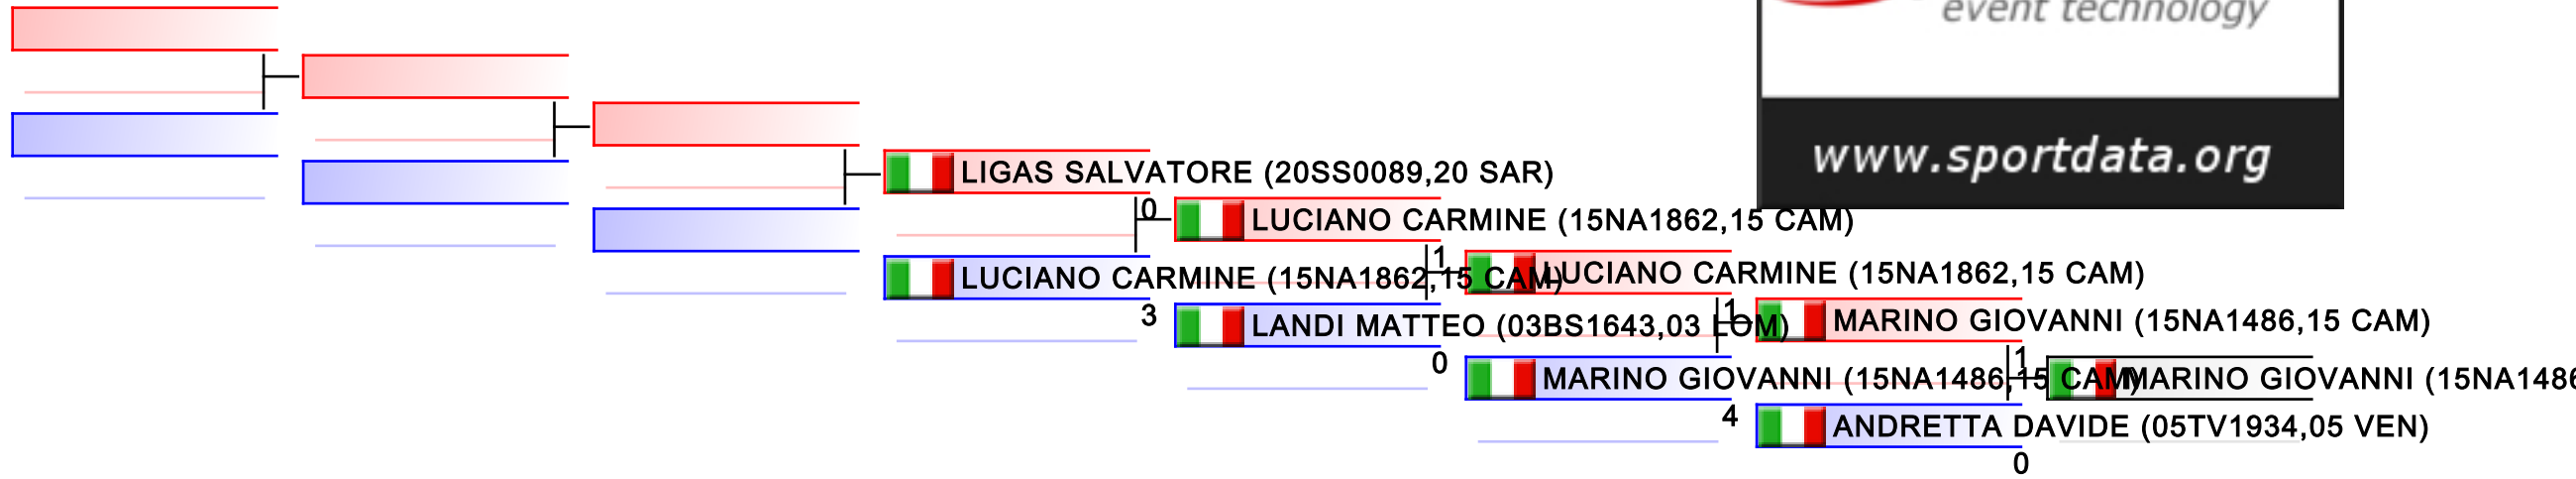 event technology
www.sportdata.org
LIGAS SALVATORE (20SS0089,20 SAR)
0
LUCIANO CARMINE (15NA1862,15 CAM)
LUCIANO CARMINE (15NA1862,15 CAM)
3
1
LUCIANO CARMINE (15NA1862,15 CAM)
LANDI MATTEO (03BS1643,03 LOM)
0
1
MARINO GIOVANNI (15NA1486,15 CAM)
MARINO GIOVANNI (15NA1486,15 CAM)
4
1
MARINO GIOVANNI (15NA1486
ANDRETTA DAVIDE (05TV1934,05 VEN)
0